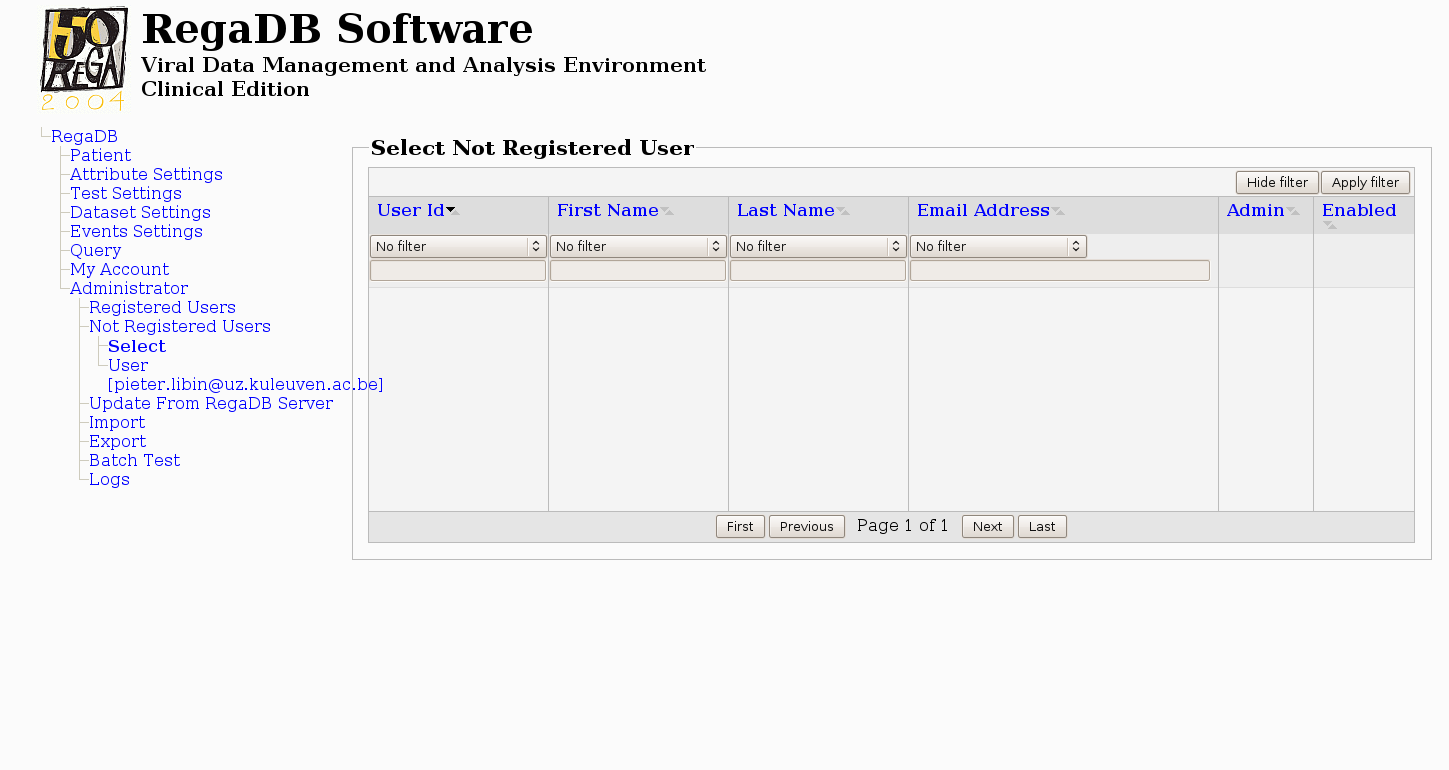 50
REGA
2004
RegaDB Software
Viral Data Management and Analysis Environment
Clinical Edition
RegaDB
Patient
Attribute Settings
Test Settings
Dataset Settings
Events Settings
Query
My Account
Administrator
Registered Users
Not Registered Users
Select
User
[pieter.libin@uz.kuleuven.ac.be]
Update From RegaDB Server
Import
Export
Batch Test
Logs
Select Not Registered User
Hide filter Apply filter
User Id First Name Last Name Email Address Admin Enabled
No filter No filter No filter No filter
First Previous Page 1 of 1 Next Last